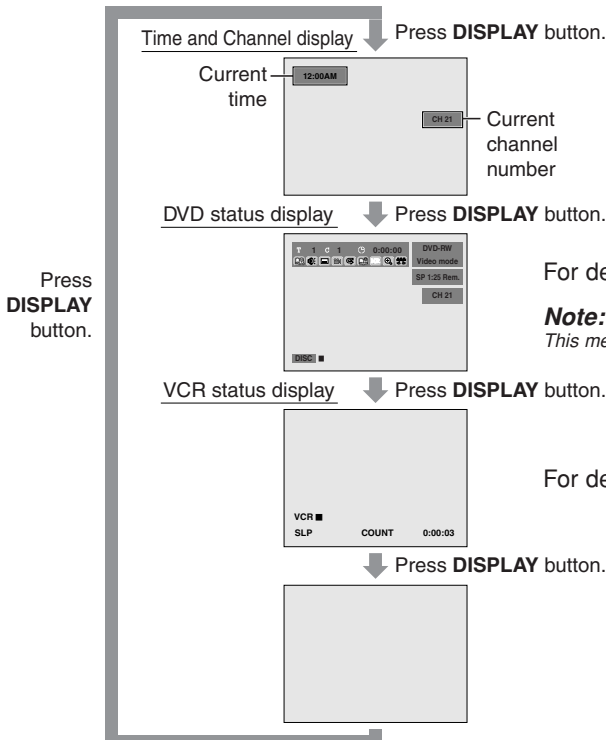 Press DISPLAY button.
Time and Channel display
Current
time
12:00AM
CH 21
Current
channel
number
DVD status display
Press DISPLAY button.
T 1 C 1 0:00:00
DVD-RW
Video mode
SP 1:25 Rem.
CH 21
DISC
For de
Note:
This me
Press
DISPLAY
button.
VCR status display
Press DISPLAY button.
VCR
SLP COUNT 0:00:03
For de
Press DISPLAY button.